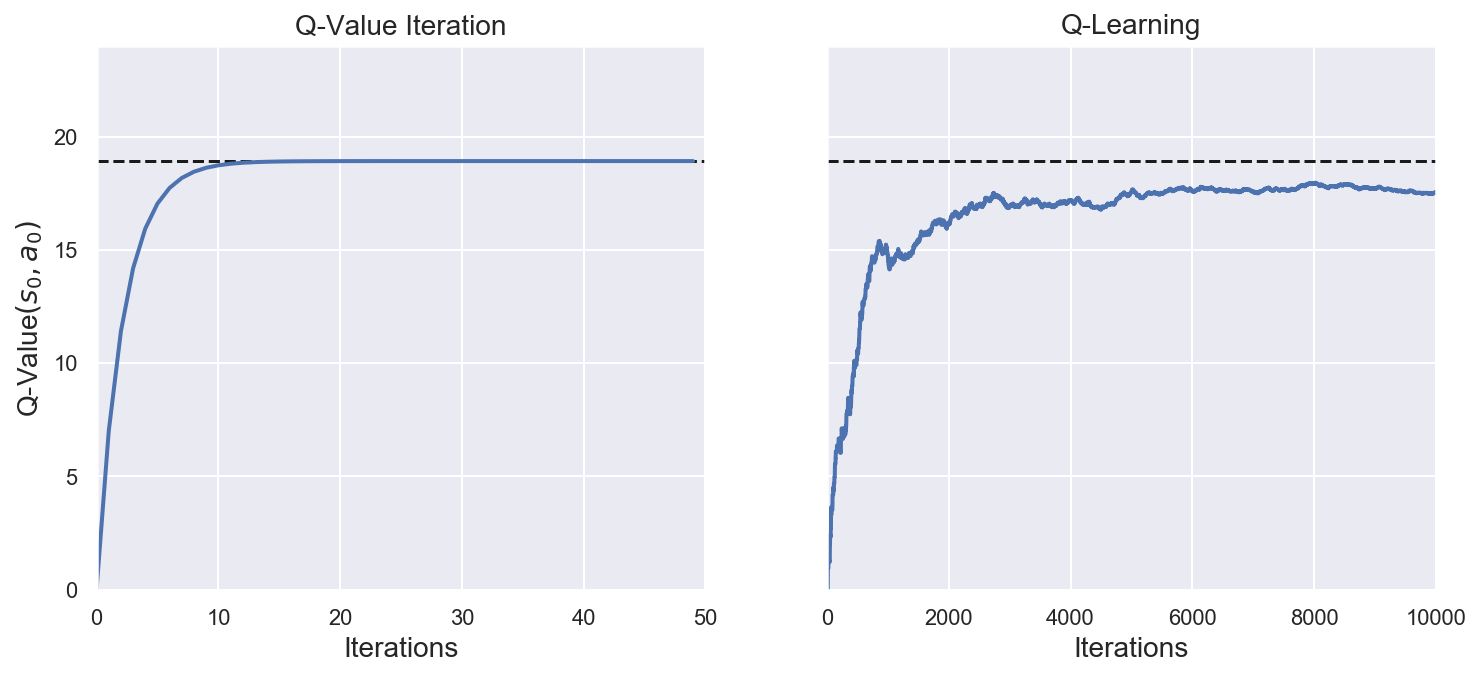 Q-Value Iteration
Q-Learning
Q-Value(s₀, a₀)
20
15
10
5
0
0 10 20 30 40 50
0 2000 4000 6000 8000 10000
Iterations
Iterations